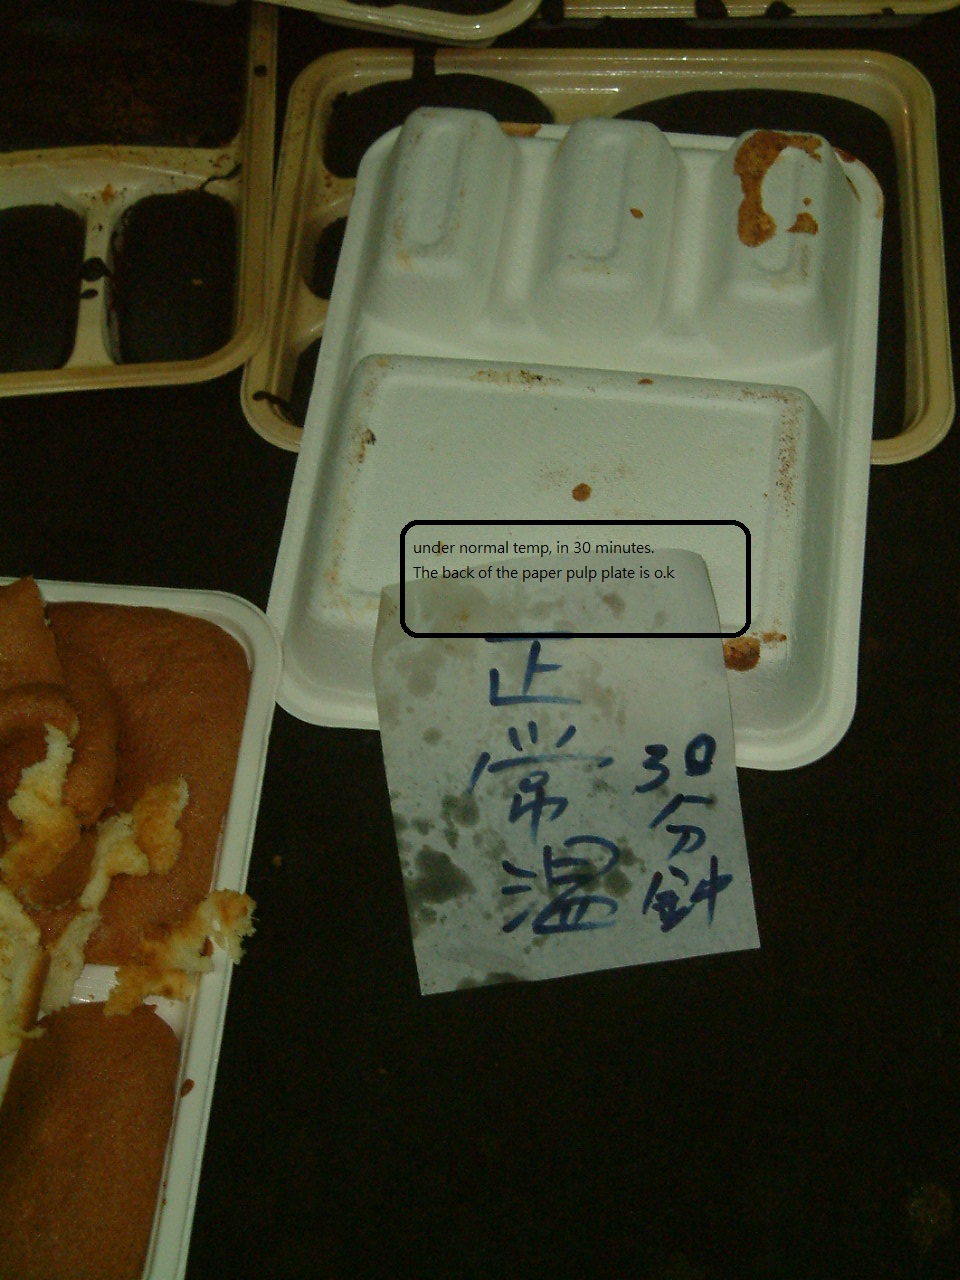 under normal temp, in 30 minutes.
The back of the paper pulp plate is o.k
正常溫
30分鈡